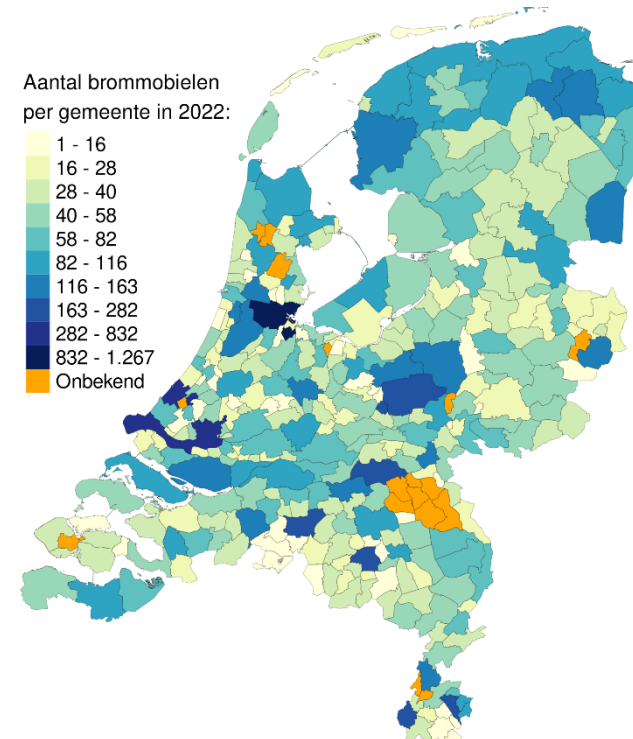 Aantal brommobielen
per gemeente in 2022:
1 - 16
16 - 28
28 - 40
40 - 58
58 - 82
82 - 116
116 - 163
163 - 282
282 - 832
832 - 1.267
Onbekend